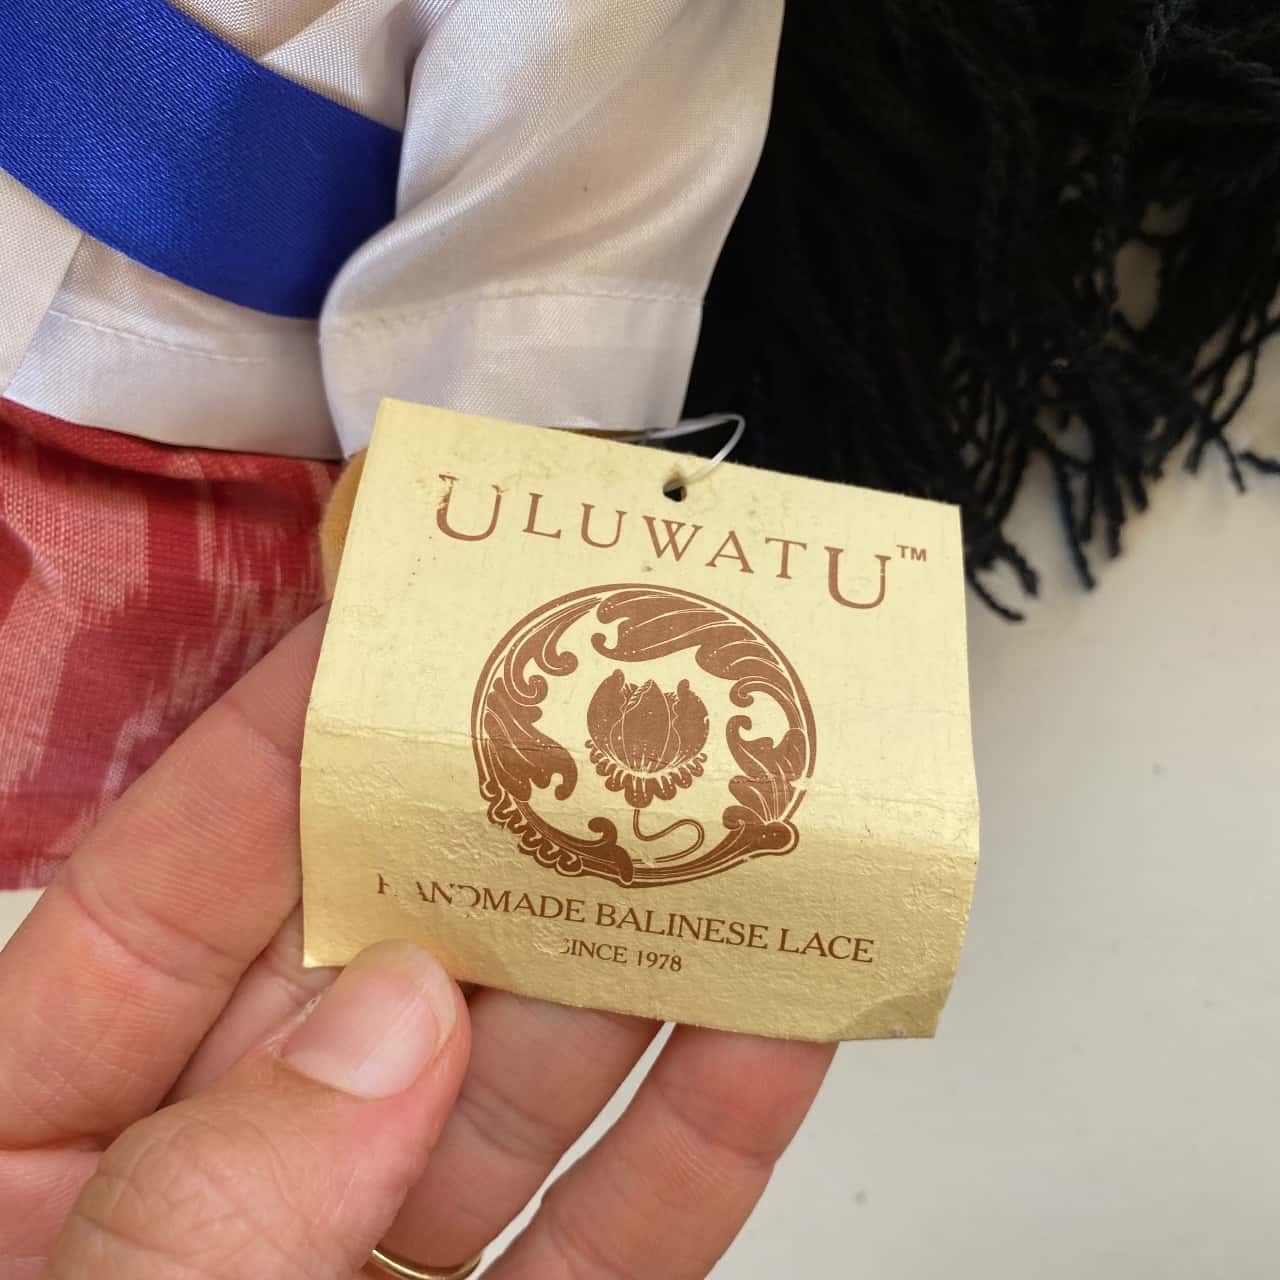 ULUWATU™
HANDMADE BALINESE LACE
SINCE 1978